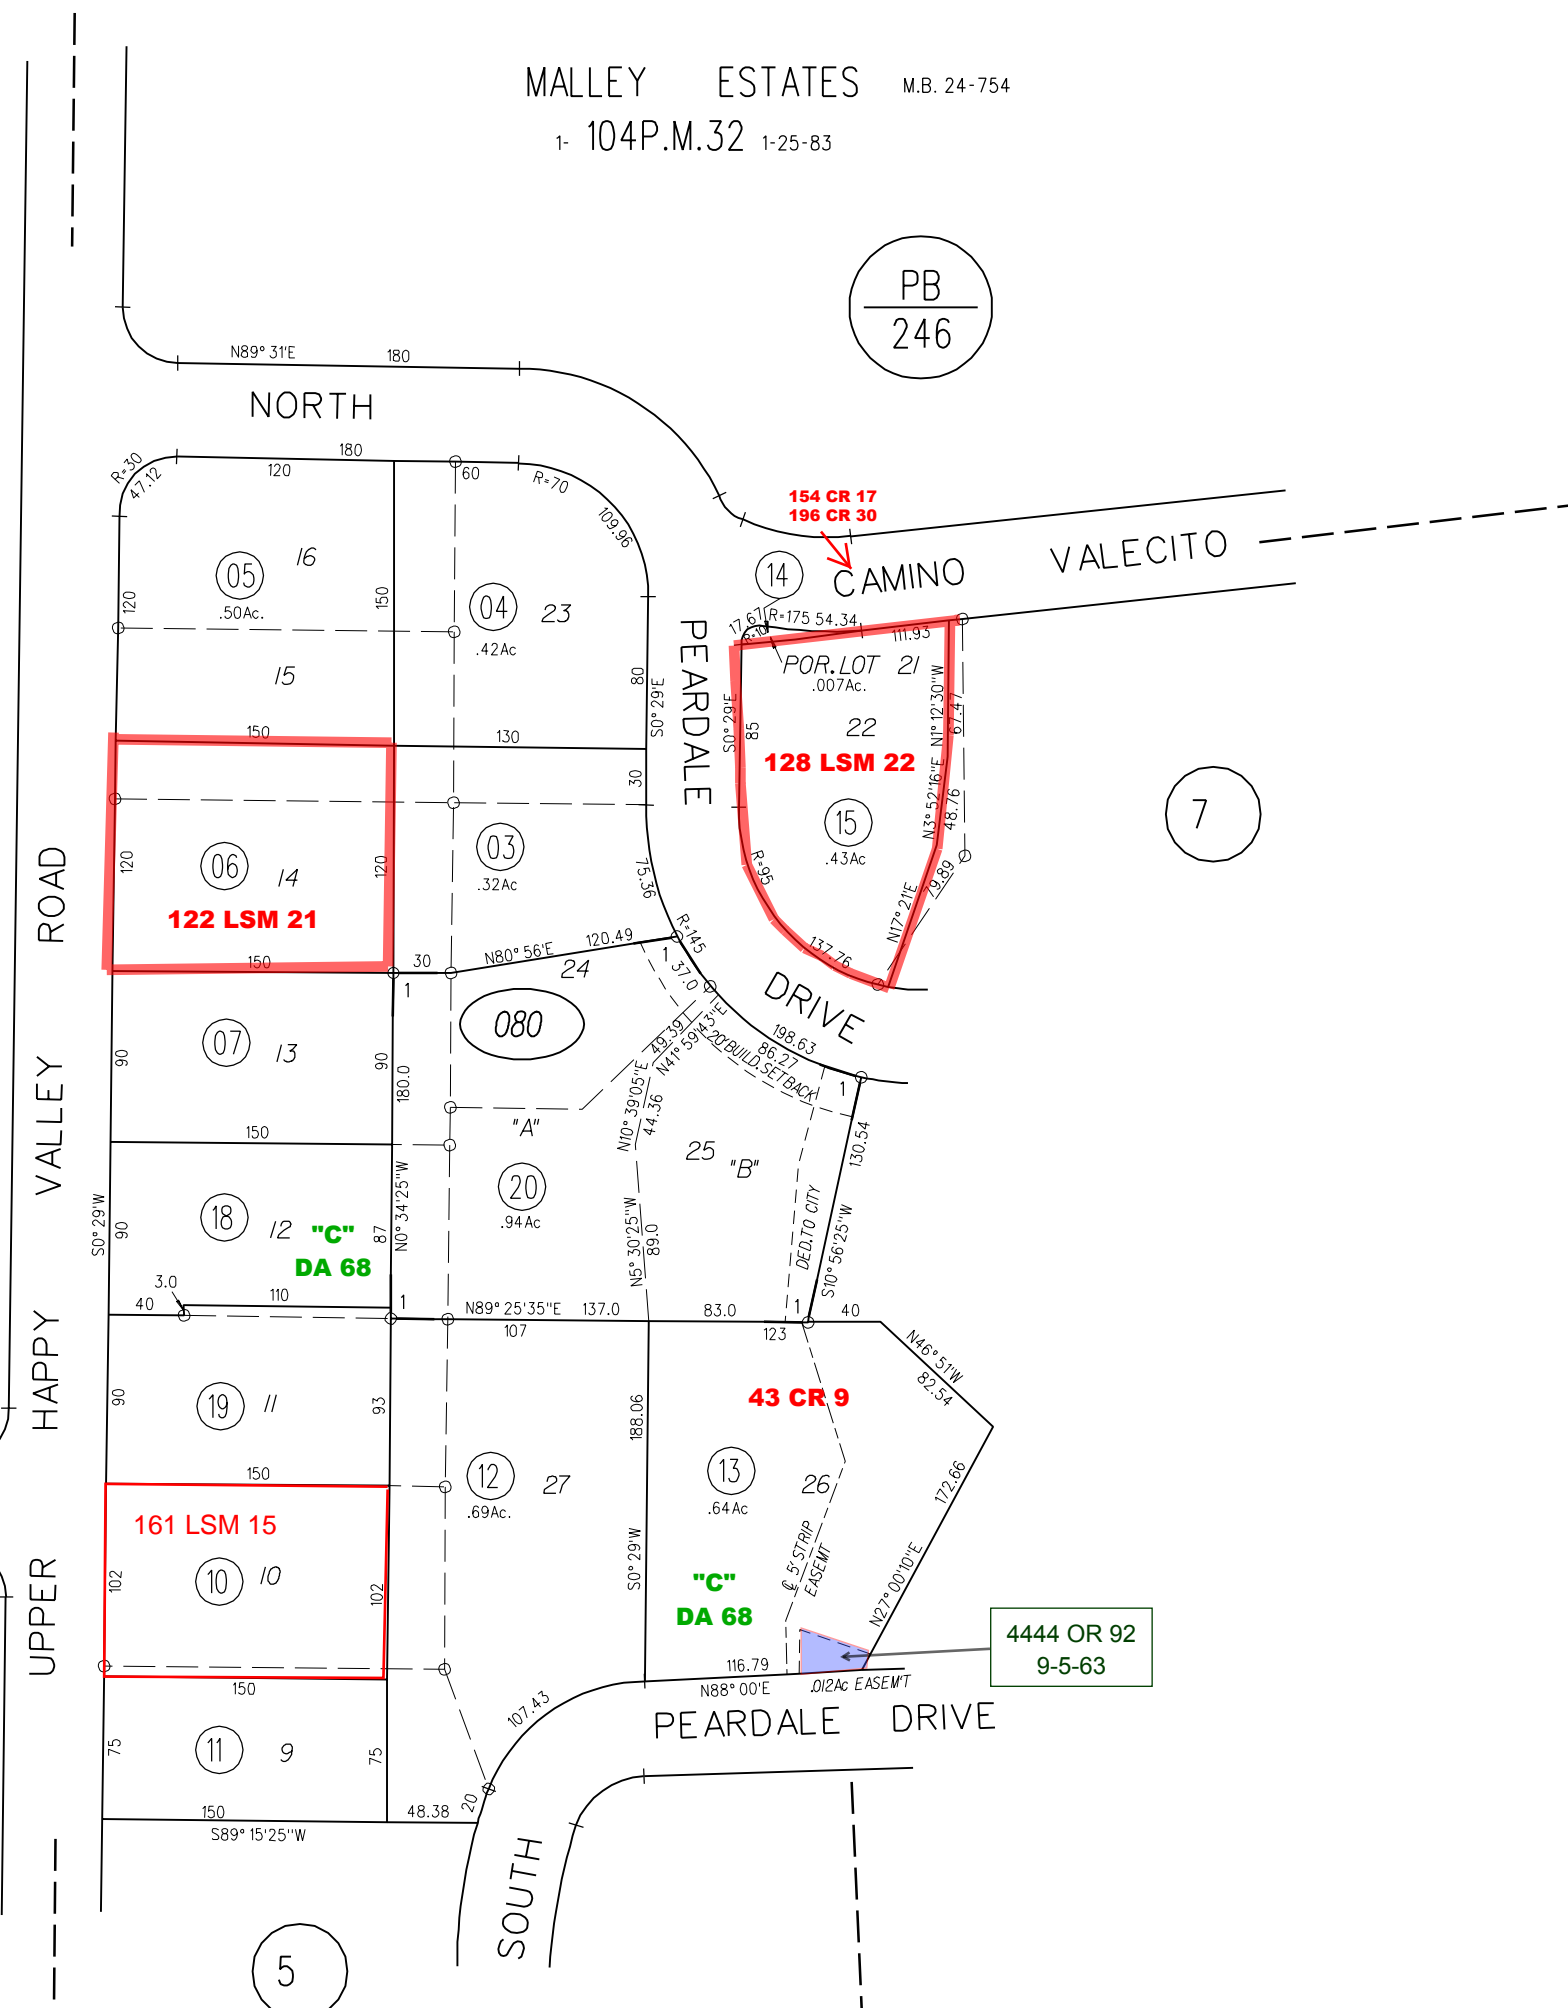 MALLEY ESTATES M.B. 24-754
1- 104P.M.32 1-25-83
PB
246
N89° 31'E 180
NORTH
180
R=30
47.12
120
60
R=70
109.96
154 CR 17
196 CR 30
CAMINO VALECITO
14
17.67
R=10
R=175 54.34
111.93
POR. LOT 21
.007Ac.
05
16
.50Ac.
120
150
04
23
.42Ac
15
80
S0° 29'E
PEARDALE
S0° 29'E
85
22
128 LSM 22
N1° 12'30"W
67.47
N3° 52'16"E
48.76
15
.43Ac
7
150
130
30
06
14
120
120
122 LSM 21
03
.32Ac
75.36
R=95
137.76
N17° 21'E
79.89
R=145
150
30
N80° 56'E
120.49
24
1
1
37.0
DRIVE
080
07
13
90
90
180.0
49.39
N41° 59'43"E
20' BUILD. SETBACK
198.63
86.27
1
N10° 39'05"E
44.36
"A"
25 "B"
130.54
150
20
.94Ac
18
12
90
87
S0° 29'W
N0° 34'25"W
"C"
DA 68
N5° 30'25"W
89.0
DED. TO CITY
S10° 56'25"W
3.0
40
110
1
N89° 25'35"E 137.0
107
83.0
1
123
40
N46° 51'W
82.54
19
11
90
93
43 CR 9
188.06
150
12
27
.69Ac.
13
26
.64Ac
172.66
161 LSM 15
10
10
102
102
S0° 29'W
℄ 5' STRIP
EASEMT
N27° 00'10"E
"C"
DA 68
4444 OR 92
9-5-63
116.79
N88° 00'E
.012Ac EASEM'T
PEARDALE DRIVE
150
11
9
75
75
107.43
20
150
48.38
S89° 15'25"W
SOUTH
5
UPPER HAPPY VALLEY ROAD